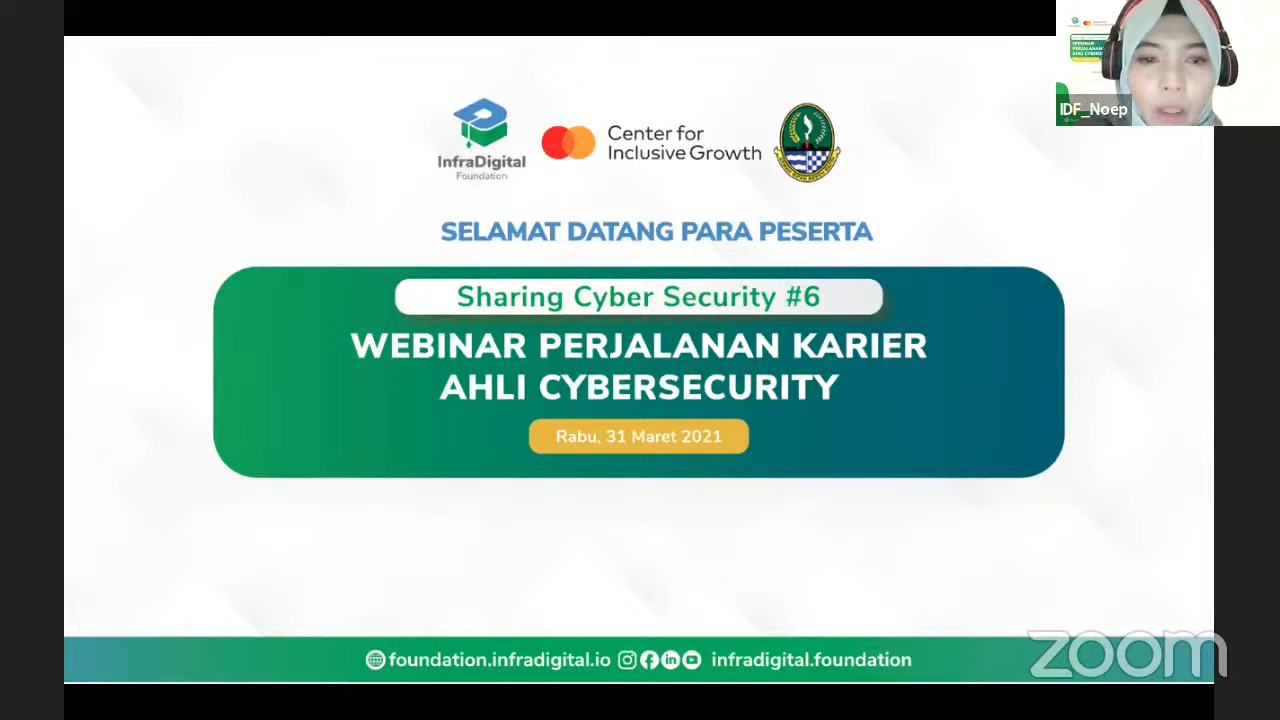 InfraDigital
Foundation
Center for
Inclusive Growth
SELAMAT DATANG PARA PESERTA
Sharing Cyber Security #6
WEBINAR PERJALANAN KARIER
AHLI CYBERSECURITY
Rabu, 31 Maret 2021
foundation.infradigital.io infradigital.foundation
IDF_Noep
zoom